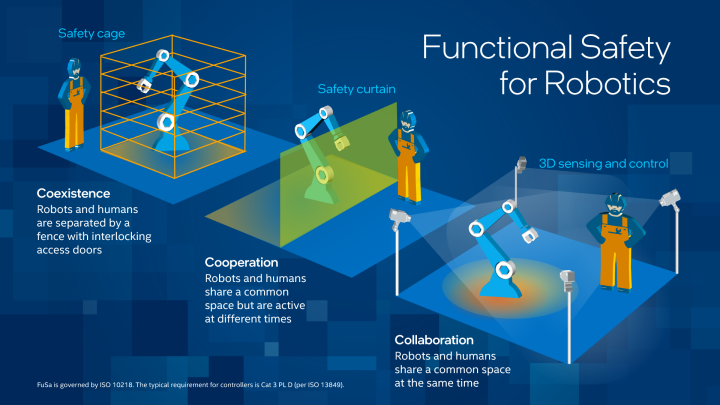 Functional Safety
for Robotics
Safety cage
Coexistence
Robots and humans
are separated by a
fence with interlocking
access doors
Safety curtain
Cooperation
Robots and humans
share a common
space but are active
at different times
3D sensing and control
Collaboration
Robots and humans
share a common space
at the same time
FuSa is governed by ISO 10218. The typical requirement for controllers is Cat 3 PL D (per ISO 13849).